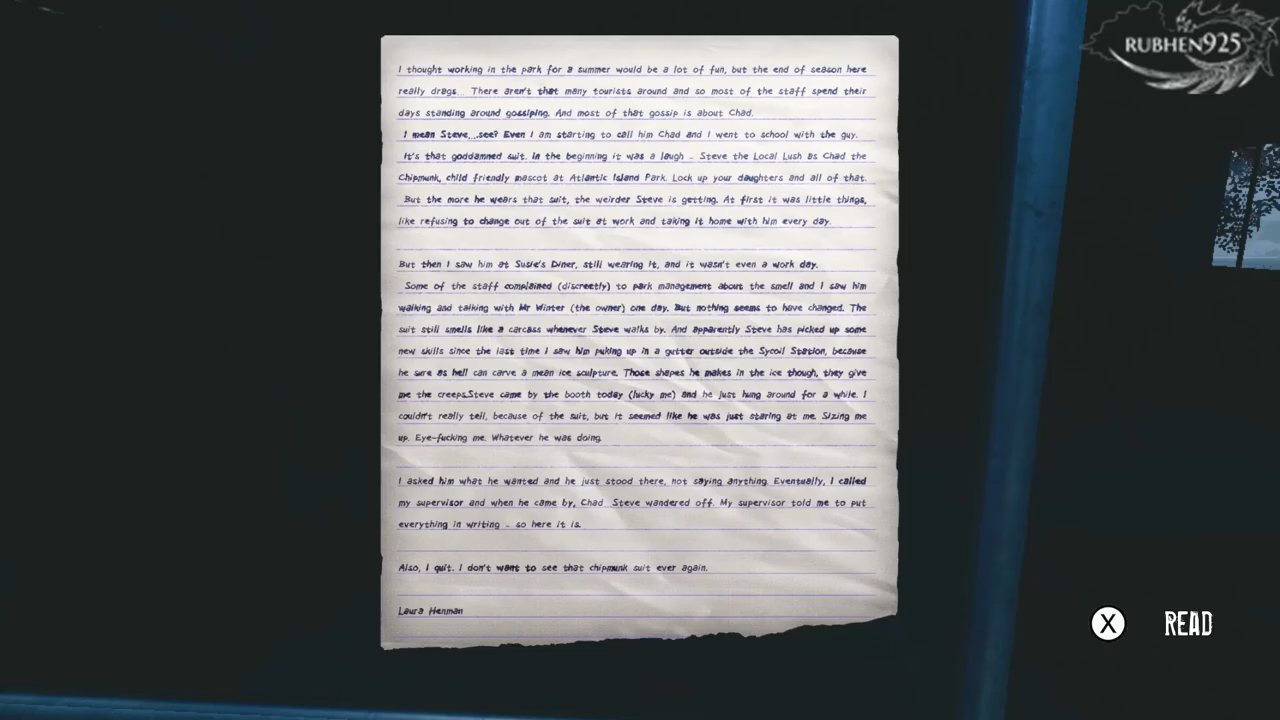 RUBHEN925
I thought working in the park for a summer would be a lot of fun, but the end of season here
really drags... There aren't that many tourists around and so most of the staff spend their
days standing around gossiping. And most of that gossip is about Chad.
I mean Steve,...see? Even I am starting to call him Chad and I went to school with the guy.
It's that goddamned suit. In the beginning it was a laugh - Steve the Local Lush as Chad the
Chipmunk, child friendly mascot at Atlantic Island Park. Lock up your daughters and all of that.
But the more he wears that suit, the weirder Steve is getting. At first it was little things,
like refusing to change out of the suit at work and taking it home with him every day.
But then I saw him at Susie's Diner, still wearing it, and it wasn't even a work day.
Some of the staff complained (discreetly) to park management about the smell and I saw him
walking and talking with Mr Winter (the owner) one day. But nothing seems to have changed. The
suit still smells like a carcass whenever Steve walks by. And apparently Steve has picked up some
new skills since the last time I saw him puking up in a gutter outside the Sycoil Station, because
he sure as hell can carve a mean ice sculpture. Those shapes he makes in the ice though, they give
me the creeps.Steve came by the booth today (lucky me) and he just hung around for a while. I
couldn't really tell, because of the suit, but it seemed like he was just staring at me. Sizing me
up. Eye-fucking me. Whatever he was doing.
I asked him what he wanted and he just stood there, not saying anything. Eventually, I called
my supervisor and when he came by, Chad  Steve wandered off. My supervisor told me to put
everything in writing - so here it is.
Also, I quit. I don't want to see that chipmunk suit ever again.
Laura Henman
X READ